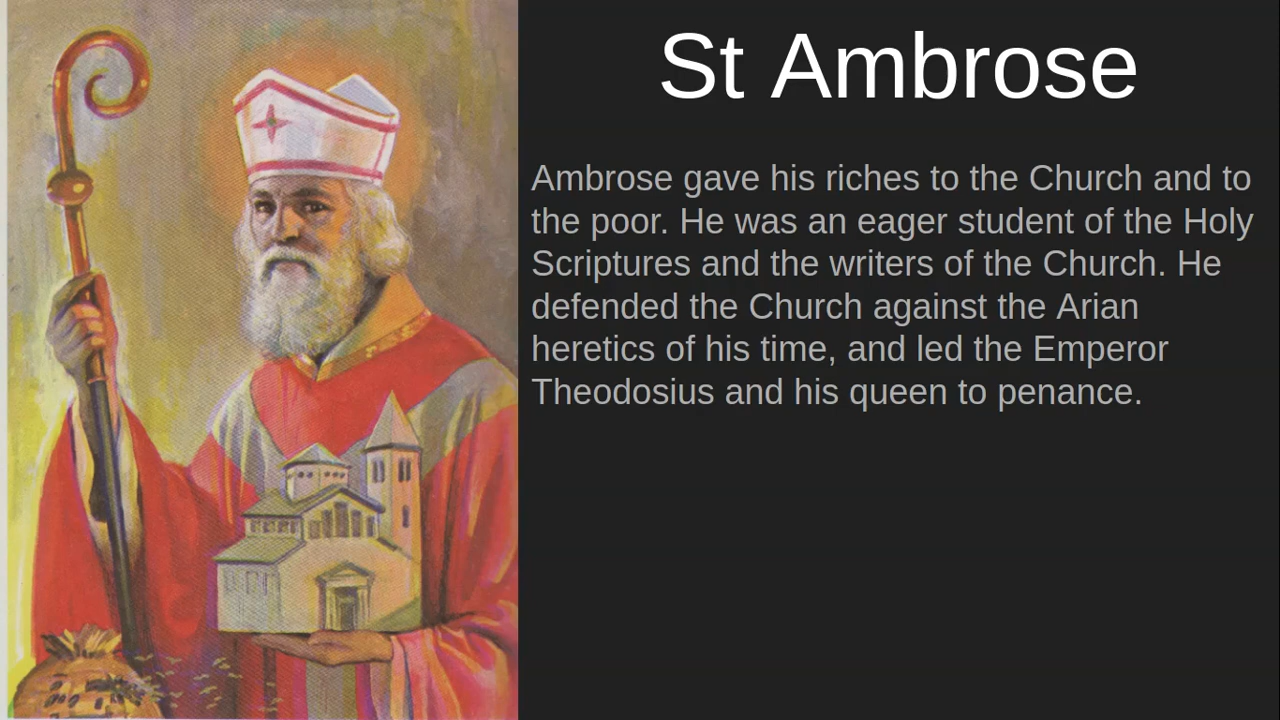 St Ambrose
Ambrose gave his riches to the Church and to
the poor. He was an eager student of the Holy
Scriptures and the writers of the Church. He
defended the Church against the Arian
heretics of his time, and led the Emperor
Theodosius and his queen to penance.